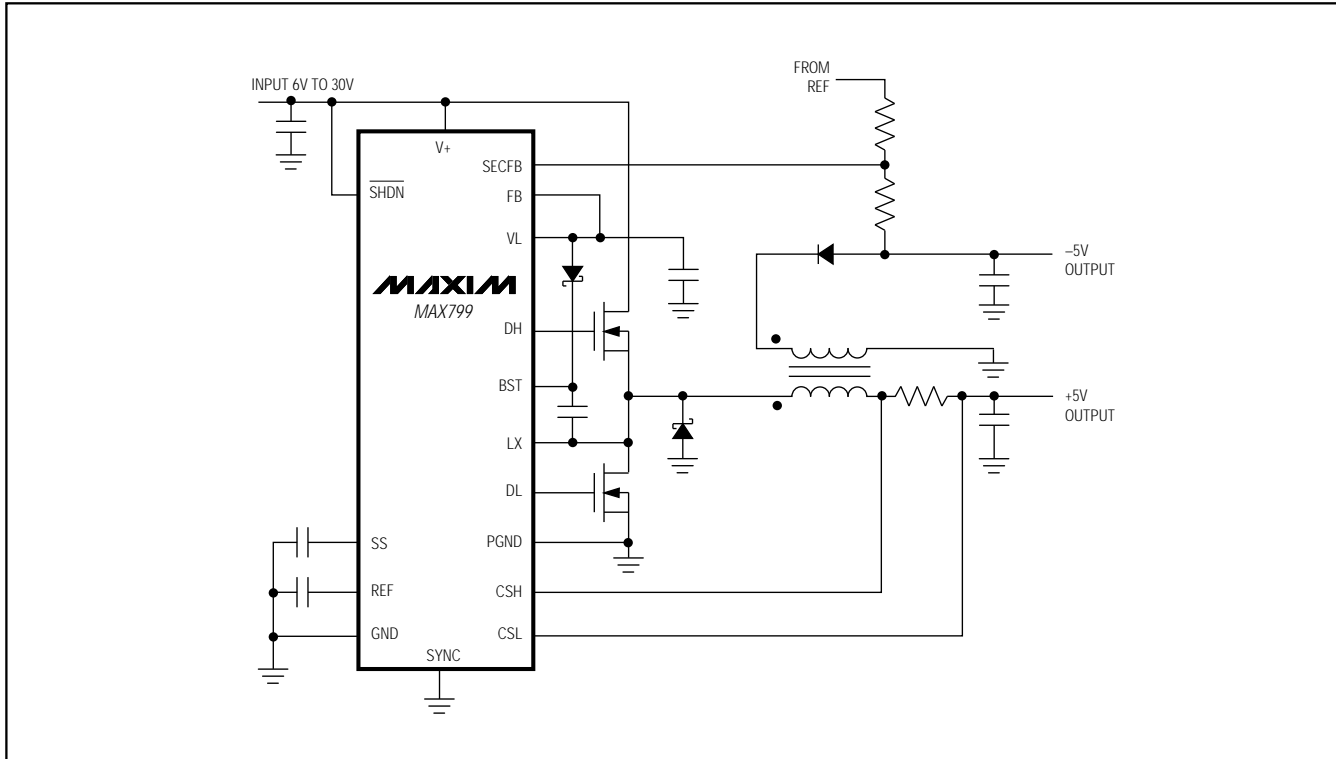 INPUT 6V TO 30V
FROM
REF
V+
SECFB
SHDN
FB
VL
–5V
OUTPUT
MAXIM
MAX799
DH
BST
+5V
OUTPUT
LX
DL
SS
PGND
REF
CSH
GND
CSL
SYNC